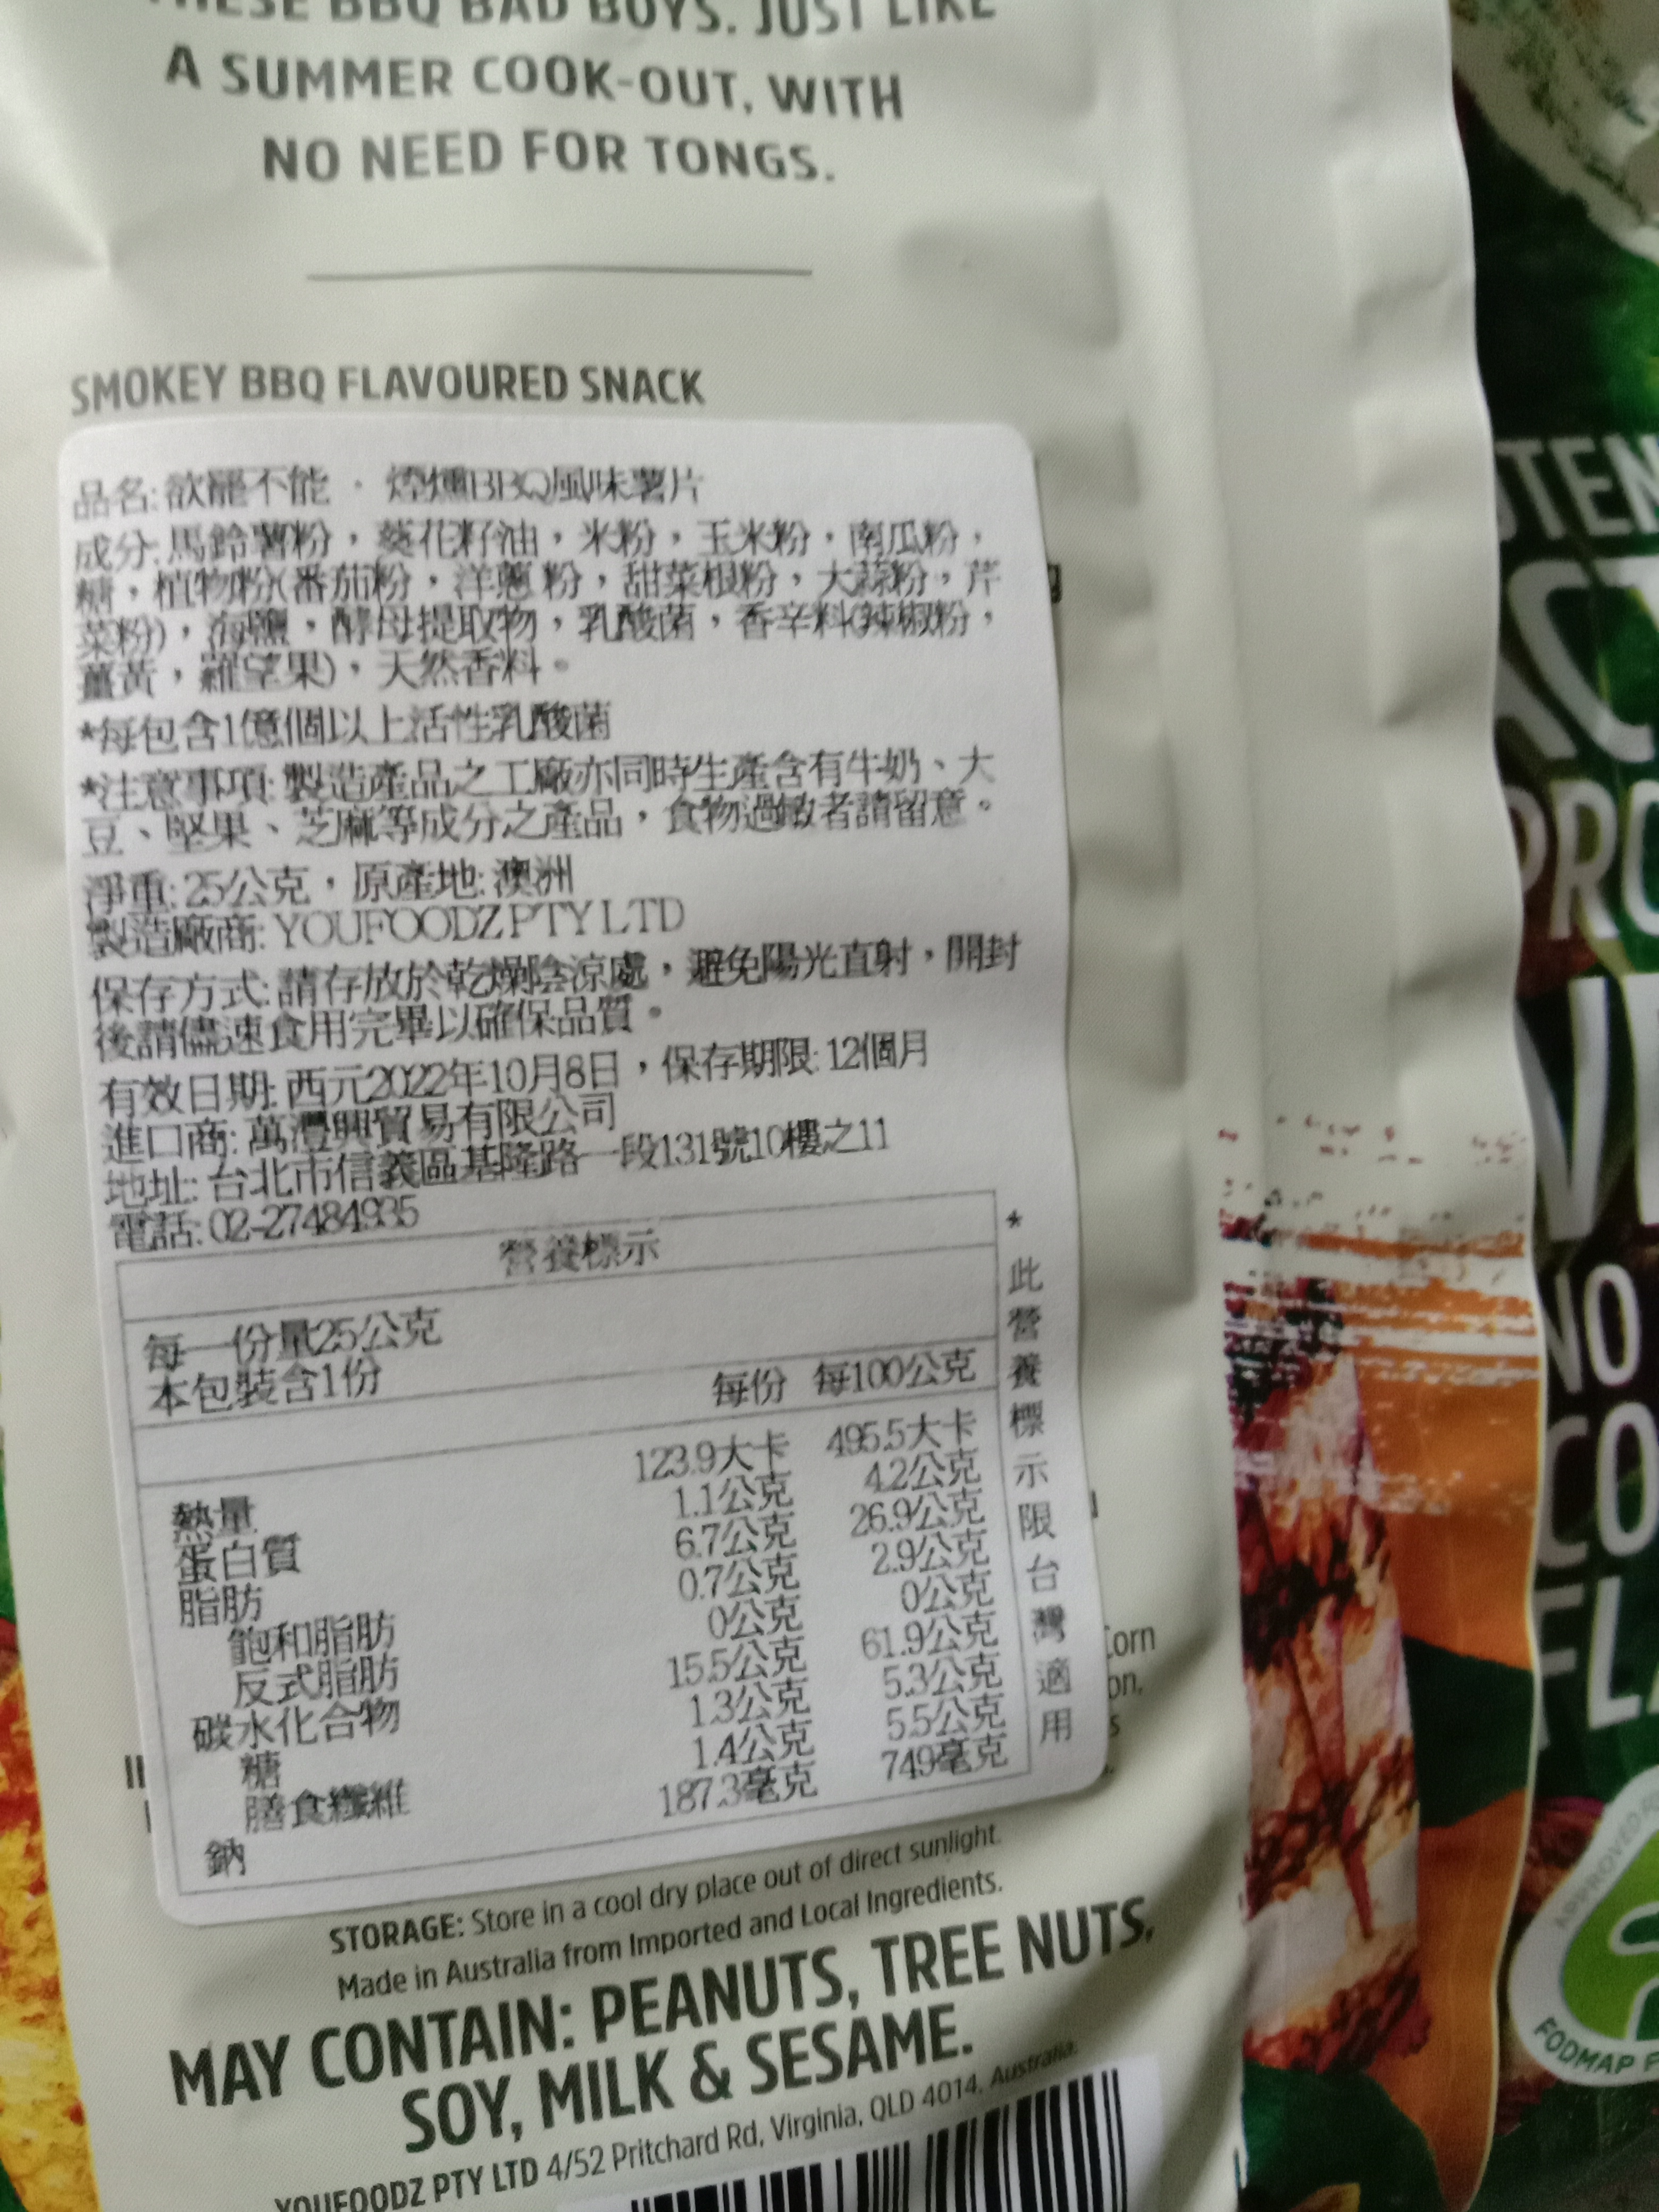 THESE BBQ BAD BOYS. JUST LIKE
A SUMMER COOK-OUT, WITH
NO NEED FOR TONGS.
SMOKEY BBQ FLAVOURED SNACK
品名:欲罷不能 · 煙燻BBQ風味薯片
成分:馬鈴薯粉，葵花籽油，米粉，玉米粉，南瓜粉，
糖，植物粉(番茄粉，洋蔥粉，甜菜根粉，大蒜粉，芹
菜粉)，海鹽，酵母提取物，乳酸菌，香辛料(辣椒粉，
薑黃，羅望果)，天然香料。
*每包含1億個以上活性乳酸菌
*注意事項:製造產品之工廠亦同時生產含有牛奶、大
豆、堅果、芝麻等成分之產品，食物過敏者請留意。
淨重:25公克，原產地:澳洲
製造廠商:YOUFOODZ PTY LTD
保存方式:請存放於乾燥陰涼處，避免陽光直射，開封
後請儘速食用完畢以確保品質。
有效日期:西元2022年10月8日，保存期限:12個月
進口商:萬灃興貿易有限公司
地址:台北市信義區基隆路一段131號10樓之11
電話:02-27484935
營養標示
每一份量25公克
本包裝含1份
每份 每100公克
熱量 123.9大卡 495.5大卡
蛋白質 1.1公克 4.2公克
脂肪 6.7公克 26.9公克
飽和脂肪 0.7公克 2.9公克
反式脂肪 0公克 0公克
碳水化合物 15.5公克 61.9公克
糖 1.3公克 5.3公克
膳食纖維 1.4公克 5.5公克
鈉 187.3毫克 749毫克
*此營養標示限台灣適用
Corn
on,
STORAGE: Store in a cool dry place out of direct sunlight.
Made in Australia from Imported and Local Ingredients.
MAY CONTAIN: PEANUTS, TREE NUTS,
SOY, MILK & SESAME.
YOUFOODZ PTY LTD 4/52 Pritchard Rd, Virginia, QLD 4014, Australia.
NO
APPROVED
FODMAP F